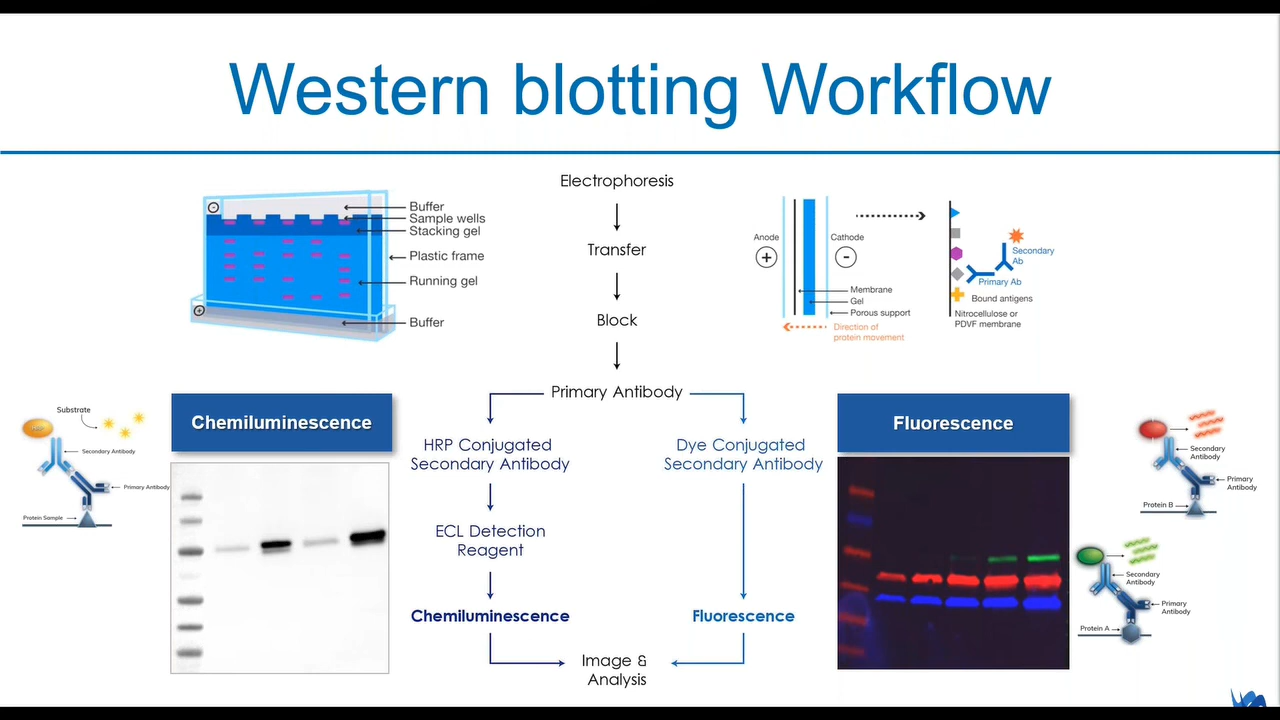 Western blotting Workflow
Electrophoresis
Transfer
Block
Primary Antibody
HRP Conjugated
Secondary Antibody
ECL Detection
Reagent
Chemiluminescence
Dye Conjugated
Secondary Antibody
Fluorescence
Image &
Analysis
-
+
Buffer
Sample wells
Stacking gel
Plastic frame
Running gel
Buffer
Anode
+
Cathode
-
Membrane
Gel
Porous support
Direction of
protein movement
Secondary
Ab
Primary Ab
Bound antigens
Nitrocellulose or
PDVF membrane
Chemiluminescence
Substrate
Secondary Antibody
Primary Antibody
Protein Sample
Fluorescence
Secondary
Antibody
Primary
Antibody
Protein B
Secondary
Antibody
Primary
Antibody
Protein A